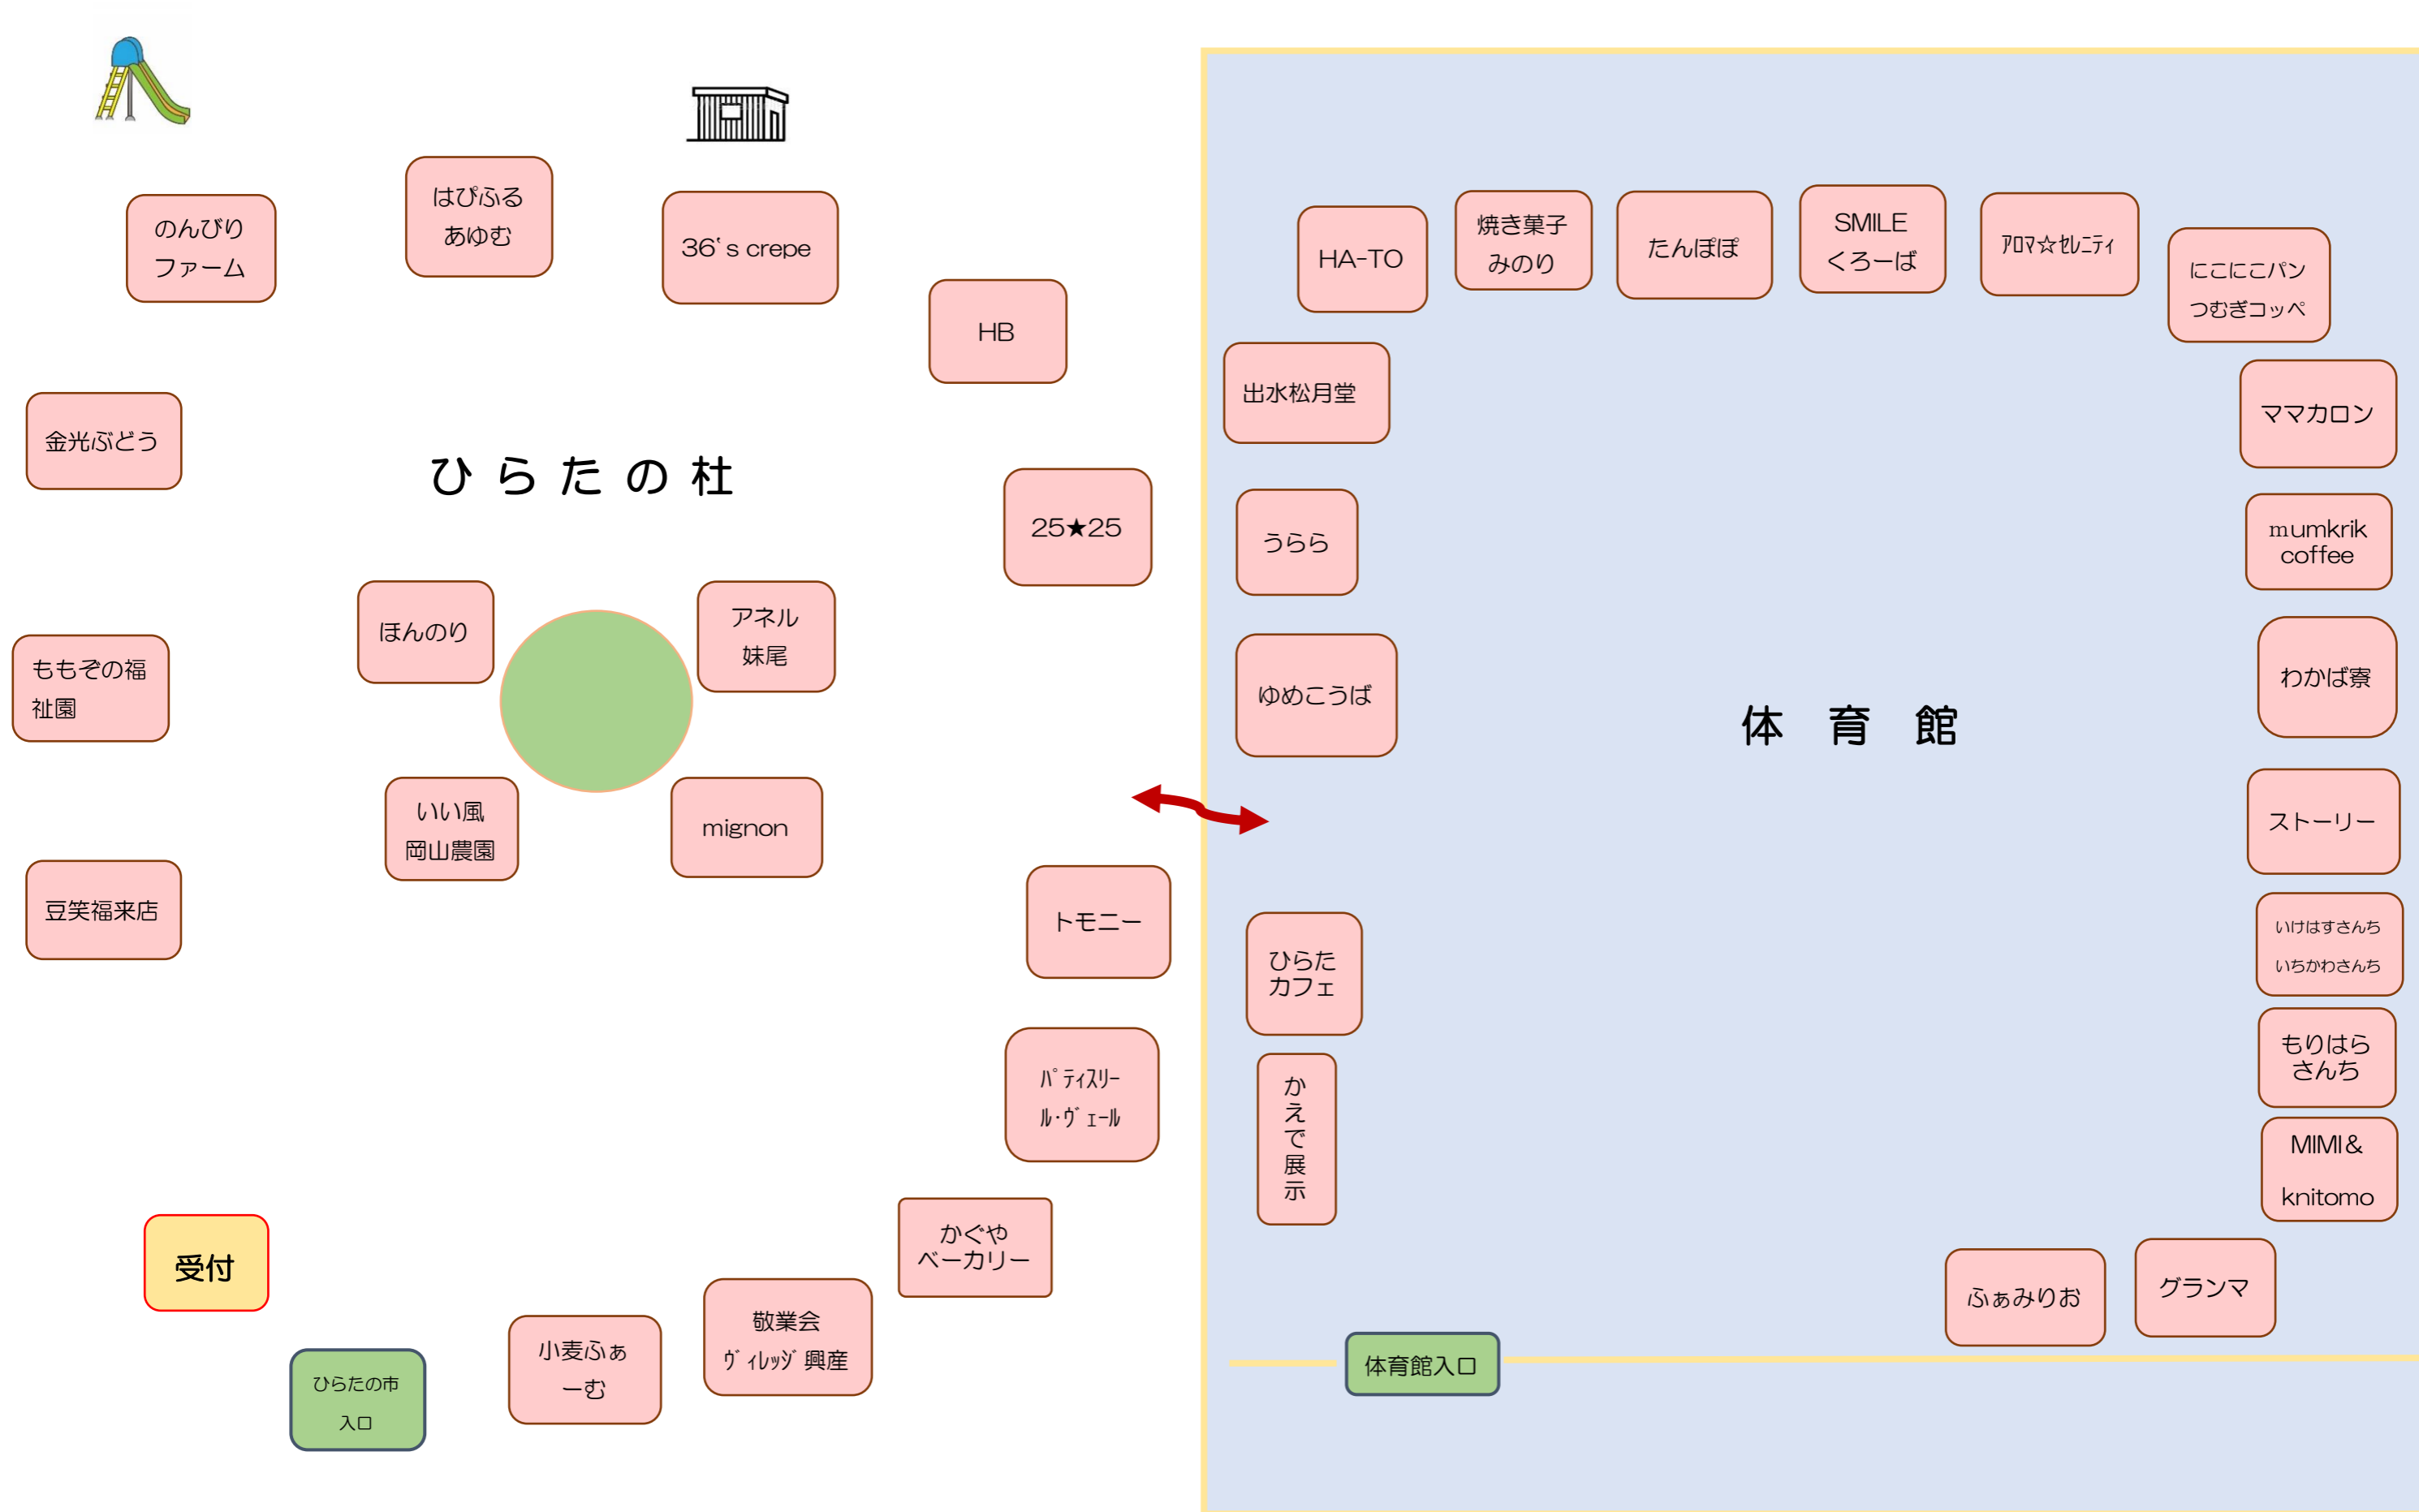 のんびり
ファーム
はぴふる
あゆむ
36‘s crepe
HB
金光ぶどう
ひらたの杜
25★25
ほんのり
アネル
妹尾
ももぞの福
祉園
いい風
岡山農園
mignon
豆笑福来店
トモニー
ﾊﾟﾃｨｽﾘｰ
ﾙ･ｳﾞｪｰﾙ
かぐや
ベーカリー
敬業会
ｳﾞｨﾚｯｼﾞ興産
小麦ふぁ
ーむ
受付
ひらたの市
入口
HA-TO
焼き菓子
みのり
たんぽぽ
SMILE
くろーば
ｱﾛﾏ☆ｾﾚﾆﾃｨ
にこにこパン
つむぎコッペ
出水松月堂
ママカロン
うらら
mumkrik
coffee
ゆめこうば
わかば寮
体育館
ストーリー
ひらた
カフェ
いけはすさんち
いちかわさんち
もりはら
さんち
かえで展示
MIMI&
knitomo
ふぁみりお
グランマ
体育館入口